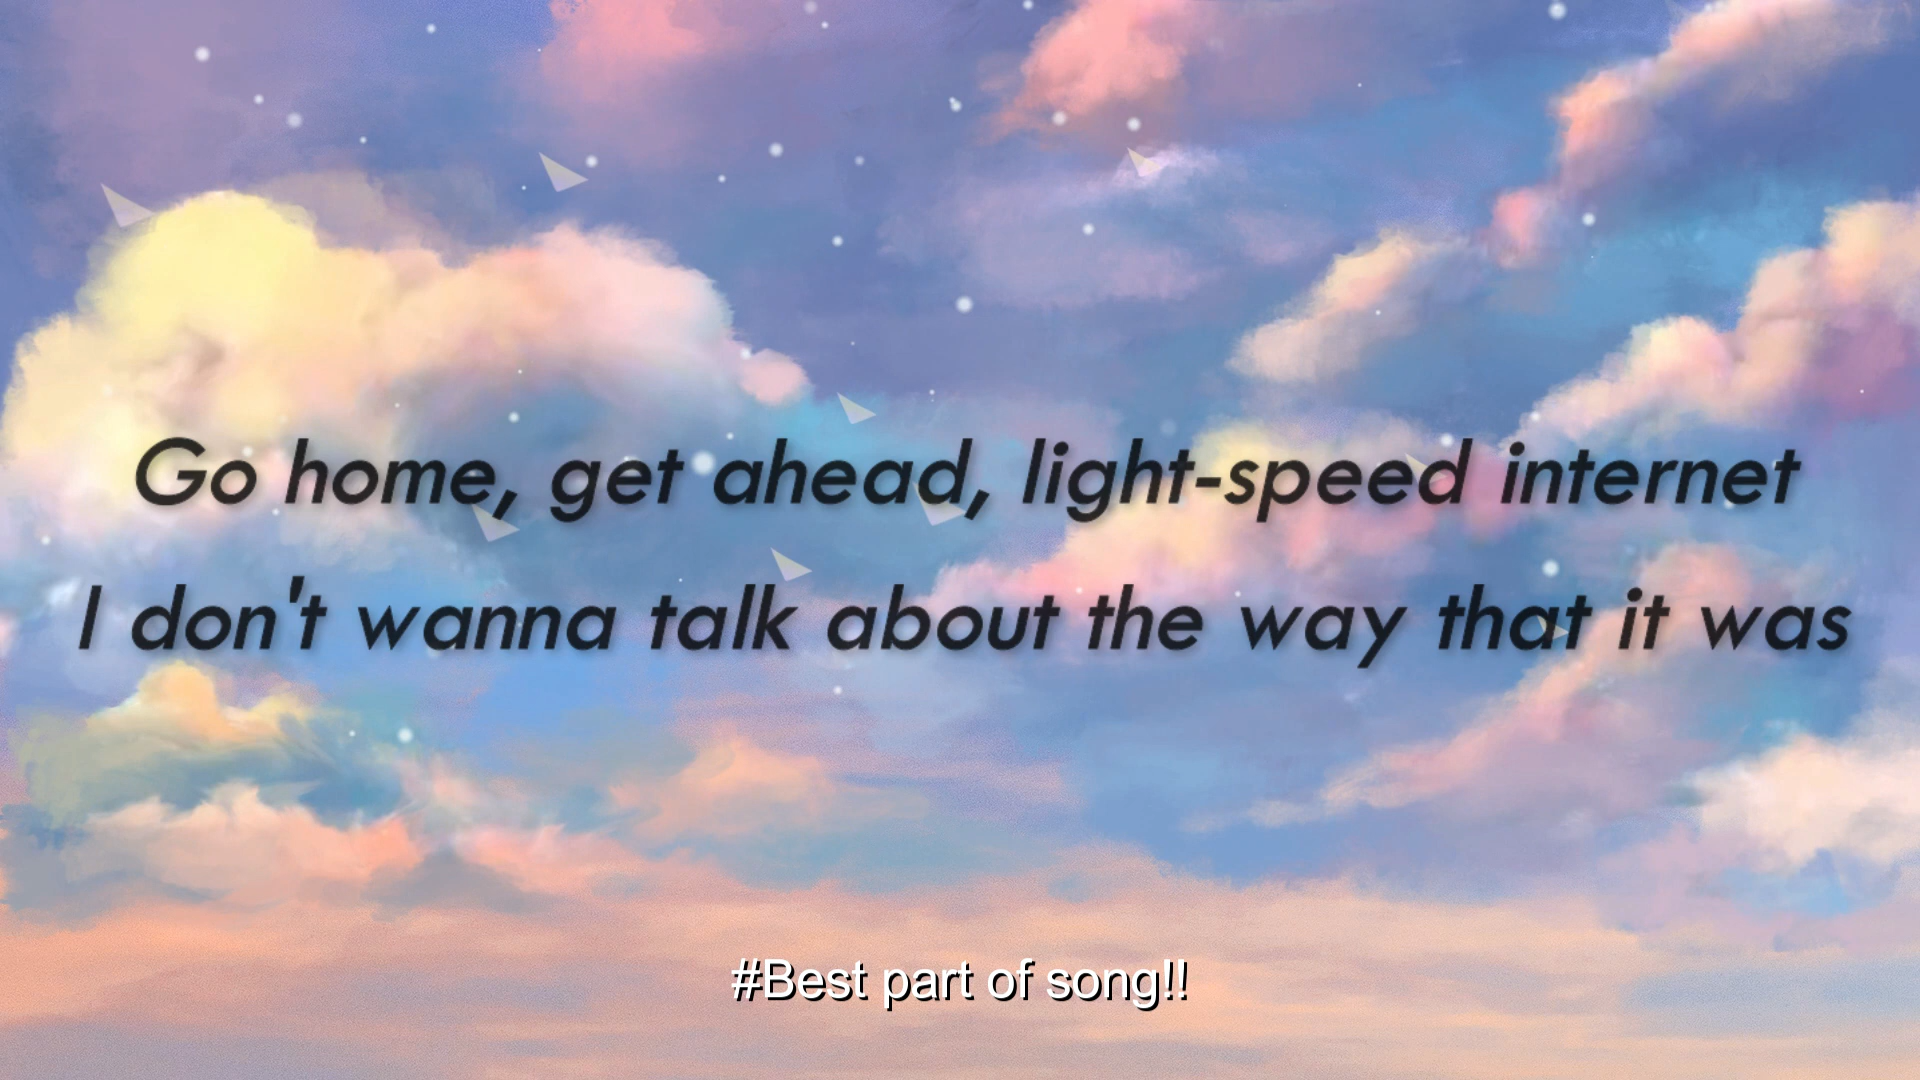 Go home, get ahead, light-speed internet
I don't wanna talk about the way that it was
#Best part of song!!